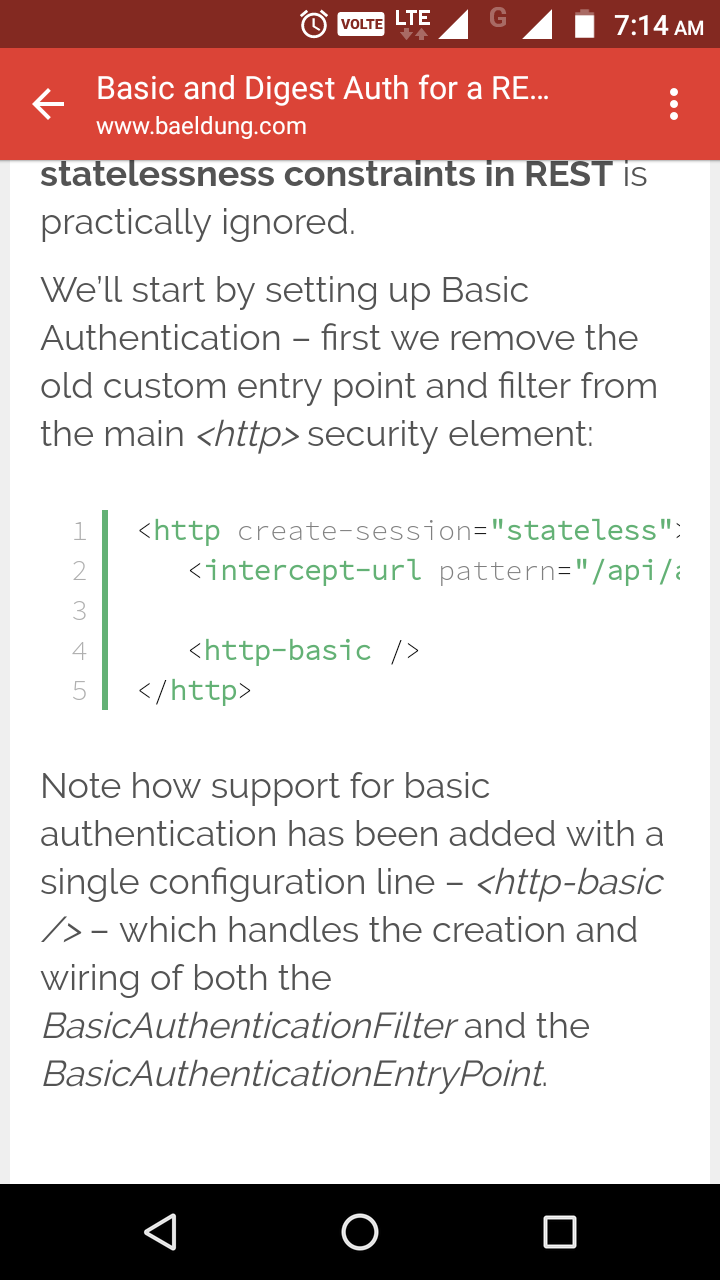 VOLTE LTE G 7:14 AM
Basic and Digest Auth for a RE...
www.baeldung.com
statelessness constraints in REST is
practically ignored.
We'll start by setting up Basic
Authentication – first we remove the
old custom entry point and filter from
the main <http> security element:
1 <http create-session="stateless">
2 <intercept-url pattern="/api/
3
4 <http-basic />
5 </http>
Note how support for basic
authentication has been added with a
single configuration line – <http-basic
/> – which handles the creation and
wiring of both the
BasicAuthenticationFilter and the
BasicAuthenticationEntryPoint.